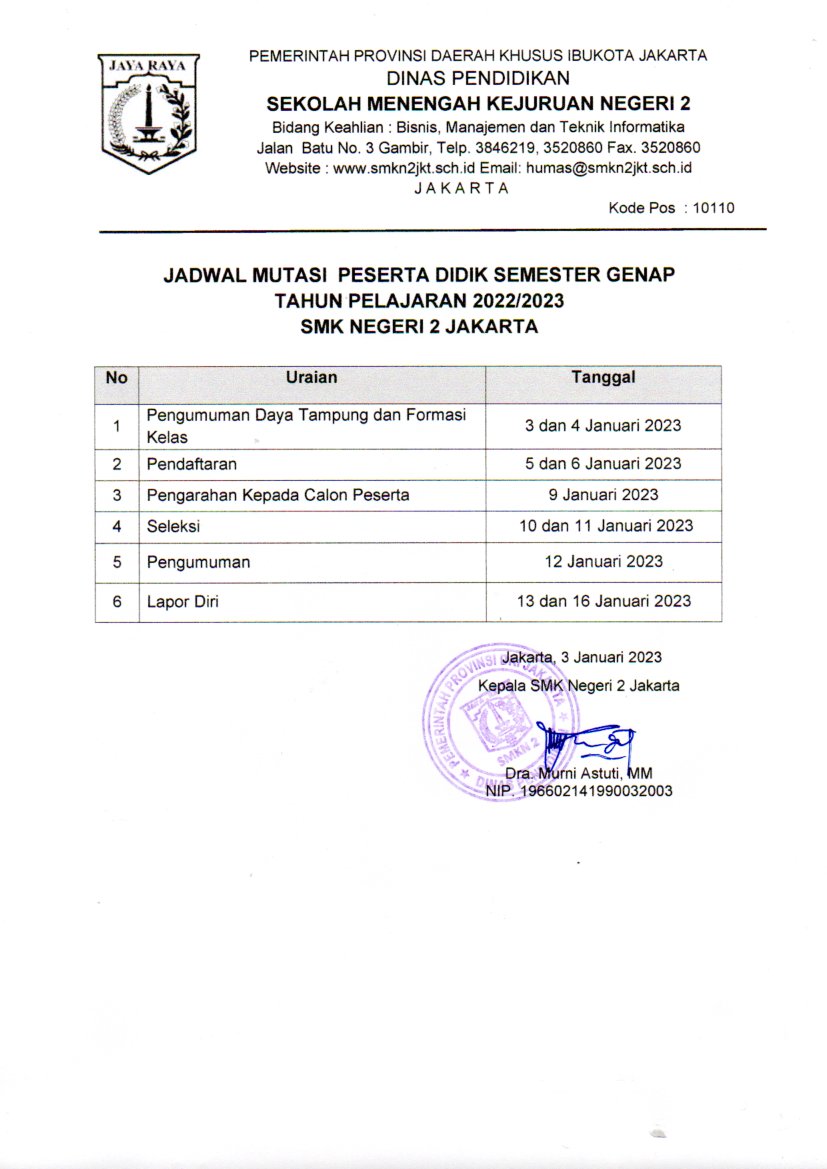 JAYA RAYA
PEMERINTAH PROVINSI DAERAH KHUSUS IBUKOTA JAKARTA
DINAS PENDIDIKAN
SEKOLAH MENENGAH KEJURUAN NEGERI 2
Bidang Keahlian : Bisnis, Manajemen dan Teknik Informatika
Jalan Batu No. 3 Gambir, Telp. 3846219, 3520860 Fax. 3520860
Website : www.smkn2jkt.sch.id Email: humas@smkn2jkt.sch.id
J A K A R T A
Kode Pos : 10110
JADWAL MUTASI PESERTA DIDIK SEMESTER GENAP
TAHUN PELAJARAN 2022/2023
SMK NEGERI 2 JAKARTA
No Uraian Tanggal
1 Pengumuman Daya Tampung dan Formasi Kelas 3 dan 4 Januari 2023
2 Pendaftaran 5 dan 6 Januari 2023
3 Pengarahan Kepada Calon Peserta 9 Januari 2023
4 Seleksi 10 dan 11 Januari 2023
5 Pengumuman 12 Januari 2023
6 Lapor Diri 13 dan 16 Januari 2023
Jakarta, 3 Januari 2023
Kepala SMK Negeri 2 Jakarta
PEMERINTAH PROVINSI DKI JAKARTA
SMKN 2
DINAS
Dra. Murni Astuti, MM
NIP. 196602141990032003